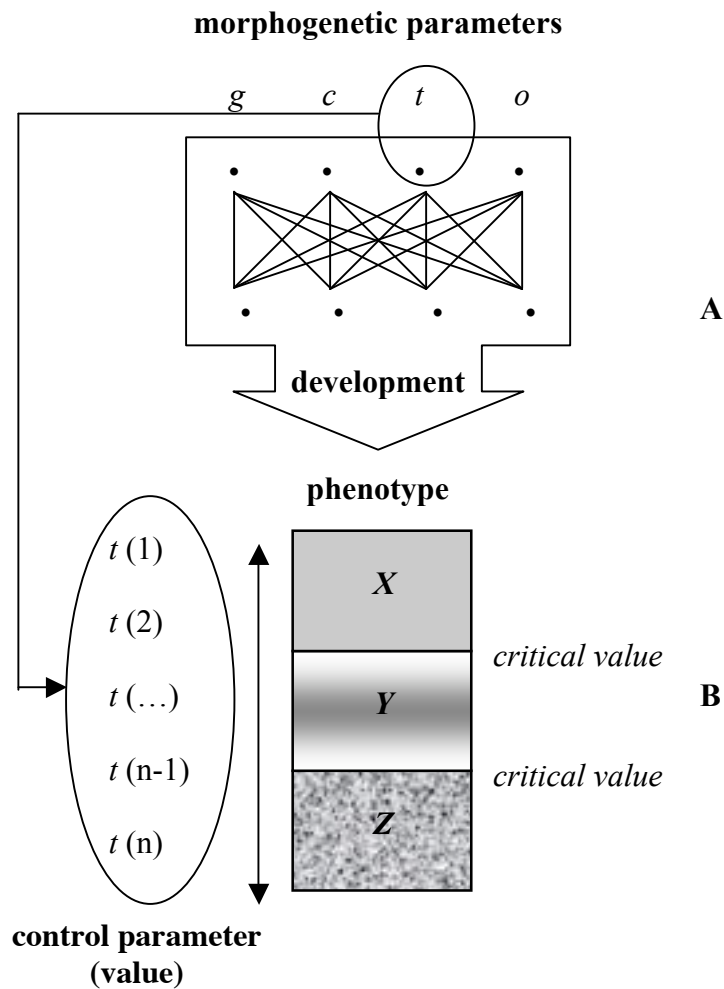 morphogenetic parameters
g c t o
A
development
phenotype
t (1)
X
t (2)
critical value
t (…)
Y
B
t (n-1)
critical value
t (n)
Z
control parameter
(value)